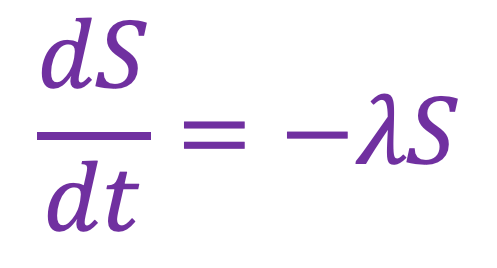 dS/dt = −λS